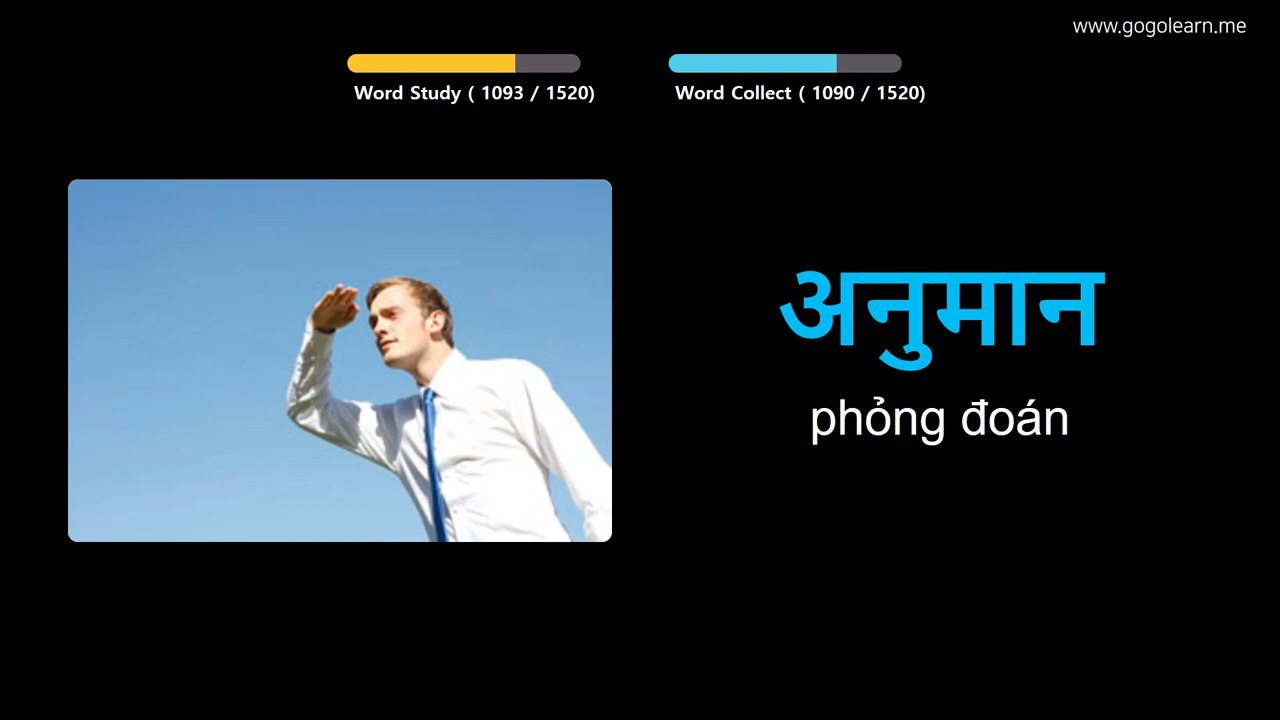 www.gogolearn.me
Word Study ( 1093 / 1520)
Word Collect ( 1090 / 1520)
अनुमान
phỏng đoán